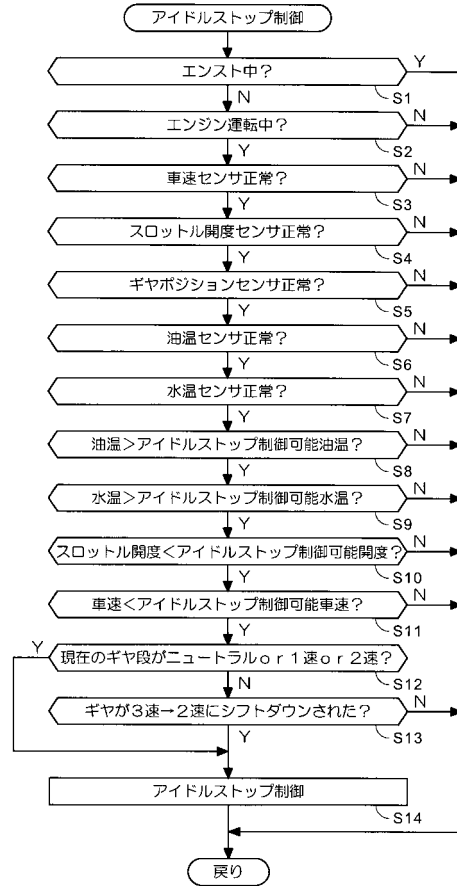 アイドルストップ制御
エンスト中?
Y
S1
N
エンジン運転中?
N
S2
Y
車速センサ正常?
N
S3
Y
スロットル開度センサ正常?
N
S4
Y
ギヤポジションセンサ正常?
N
S5
Y
油温センサ正常?
N
S6
Y
水温センサ正常?
N
S7
Y
油温>アイドルストップ制御可能油温?
N
S8
Y
水温>アイドルストップ制御可能水温?
N
S9
Y
スロットル開度<アイドルストップ制御可能開度?
N
S10
Y
車速<アイドルストップ制御可能車速?
N
S11
Y
Y
現在のギヤ段がニュートラルor1速or2速?
S12
N
ギヤが3速→2速にシフトダウンされた?
N
S13
Y
アイドルストップ制御
S14
戻り